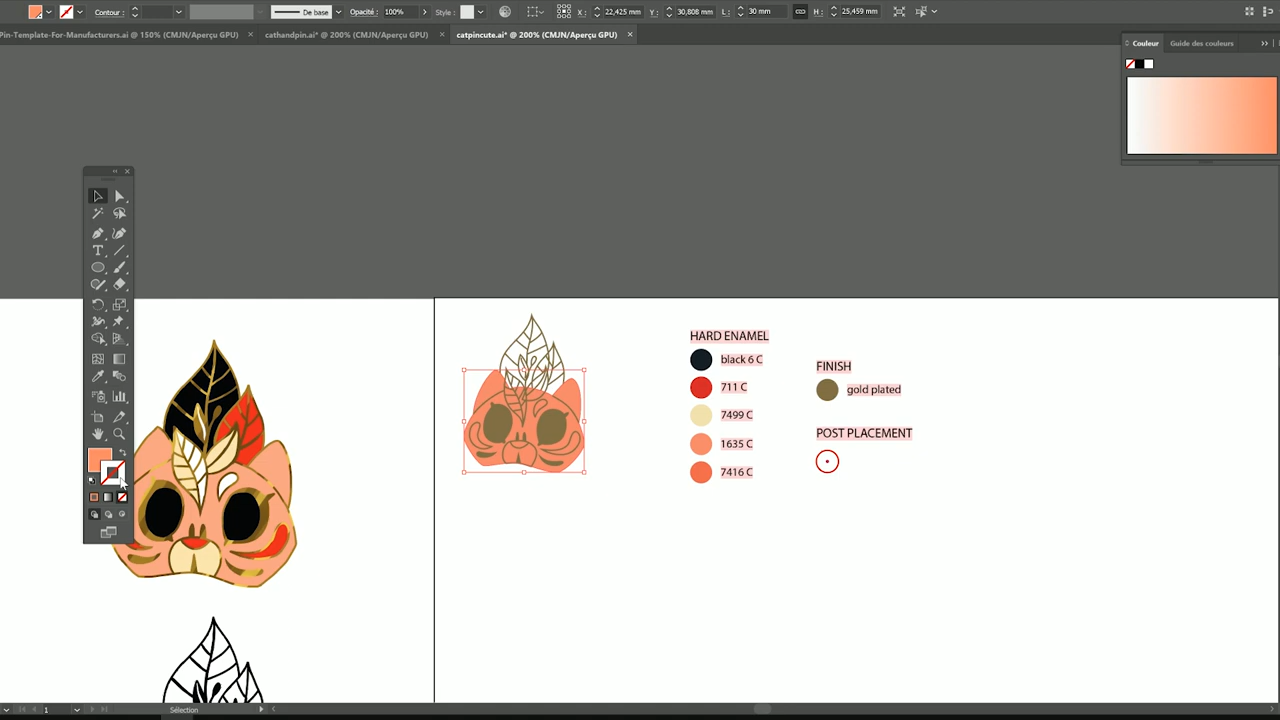 Contour :
De base
Opacité :
100%
Style :
X :
22,425 mm
Y :
30,808 mm
L :
30 mm
H :
25,459 mm
Pin-Template-For-Manufacturers.ai @ 150% (CMJN/Aperçu GPU)
cathandpin.ai* @ 200% (CMJN/Aperçu GPU)
catpincute.ai* @ 200% (CMJN/Aperçu GPU)
Couleur
Guide des couleurs
HARD ENAMEL
black 6 C
711 C
7499 C
1635 C
7416 C
FINISH
gold plated
POST PLACEMENT
1
Sélection